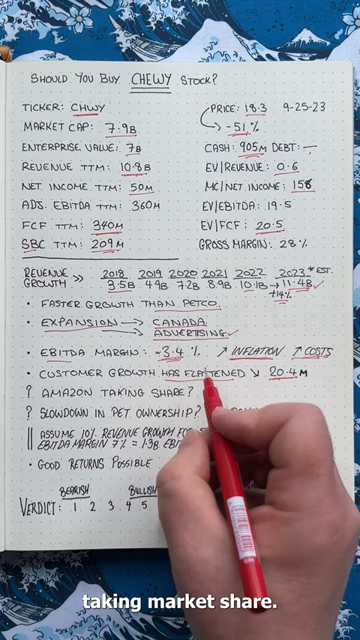 SHOULD YOU BUY CHEWY STOCK?
TICKER: CHWY
MARKET CAP: 7.9B
ENTERPRISE VALUE: 7B
REVENUE TTM: 10.8B
NET INCOME TTM: 50M
ADJ. EBITDA TTM: 360M
FCF TTM: 340M
SBC TTM: 209M
PRICE: 18.3 9-25-23
→ -51%
CASH: 905M DEBT: —
EV/REVENUE: 0.6
MC/NET INCOME: 158
EV/EBITDA: 19.5
EV/FCF: 20.5
GROSS MARGIN: 28%
REVENUE GROWTH >> 2018 2019 2020 2021 2022 2023 *EST.
3.5B 4.9B 7.2B 8.9B 10.1B → 11.4B
+14%
• FASTER GROWTH THAN PETCO.
• EXPANSION → CANADA
→ ADVERTISING
• EBITDA MARGIN: ~3.4% ↗ INFLATION ↑ COSTS
• CUSTOMER GROWTH HAS FLATTENED ↘ 20.4M
? AMAZON TAKING SHARE?
? SLOWDOWN IN PET OWNERSHIP?
ASSUME 10% REVENUE GROWTH FOR 5
EBITDA MARGIN 7% = 1.3B
• GOOD RETURNS POSSIBLE
BEARISH BULLISH
VERDICT: 1 2 3 4 5
taking market share.